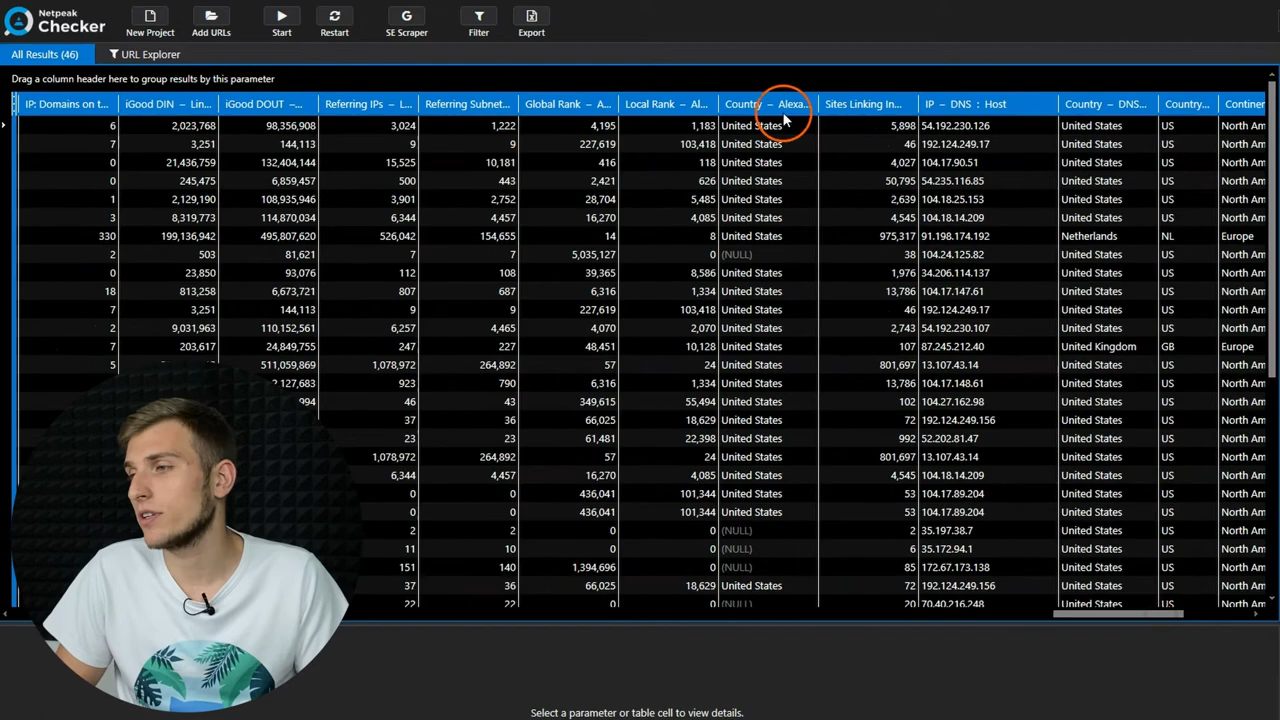 Netpeak
Checker
New Project
Add URLs
Start
Restart
G
SE Scraper
Filter
Export
All Results (46)
URL Explorer
Drag a column header here to group results by this parameter
IP: Domains on t... iGood DIN – Lin... iGood DOUT –... Referring IPs – L... Referring Subnet... Global Rank – A... Local Rank – Al... Country – Alexa... Sites Linking In... IP – DNS : Host Country – DNS... Country... Continen
6 2,023,768 98,356,908 3,024 1,222 4,195 1,183 United States 5,898 54.192.230.126 United States US North Am
7 3,251 144,113 9 9 227,619 103,418 United States 46 192.124.249.17 United States US North Am
0 21,436,759 132,404,144 15,525 10,181 416 118 United States 4,027 104.17.90.51 United States US North Am
0 245,475 6,859,457 500 443 2,421 626 United States 50,795 54.235.116.85 United States US North Am
1 2,129,190 108,935,946 3,901 2,752 28,704 5,485 United States 2,639 104.18.25.153 United States US North Am
3 8,319,773 114,870,034 6,344 4,457 16,270 4,085 United States 4,545 104.18.14.209 United States US North Am
330 199,136,942 495,807,620 526,042 154,655 14 8 United States 975,317 91.198.174.192 Netherlands NL Europe
2 503 81,621 7 7 5,035,127 0 (NULL) 38 104.24.125.82 United States US North Am
0 23,850 93,076 112 108 39,365 8,586 United States 1,976 34.206.114.137 United States US North Am
18 813,258 6,673,721 807 687 6,316 1,334 United States 13,786 104.17.147.61 United States US North Am
7 3,251 144,113 9 9 227,619 103,418 United States 46 192.124.249.17 United States US North Am
2 9,031,963 110,152,561 6,257 4,465 4,070 2,070 United States 2,743 54.192.230.107 United States US North Am
7 203,617 24,849,755 247 227 48,451 10,128 United States 107 87.245.212.40 United Kingdom GB Europe
5 511,059,869 1,078,972 264,892 57 24 United States 801,697 13.107.43.14 United States US North Am
2,127,683 923 790 6,316 1,334 United States 13,786 104.17.148.61 United States US North Am
994 46 43 349,615 55,494 United States 102 104.27.162.98 United States US North Am
37 36 66,025 18,629 United States 72 192.124.249.156 United States US North Am
23 23 61,481 22,398 United States 992 52.202.81.47 United States US North Am
1,078,972 264,892 57 24 United States 801,697 13.107.43.14 United States US North Am
6,344 4,457 16,270 4,085 United States 4,545 104.18.14.209 United States US North Am
0 0 436,041 101,344 United States 53 104.17.89.204 United States US North Am
0 0 436,041 101,344 United States 53 104.17.89.204 United States US North Am
2 2 0 0 (NULL) 2 35.197.38.7 United States US North Am
11 10 0 0 (NULL) 6 35.172.94.1 United States US North Am
151 140 1,394,696 0 (NULL) 85 172.67.173.138 United States US North Am
37 36 66,025 18,629 United States 72 192.124.249.156 United States US North Am
22 22 0 0 (NULL) 20 70.40.216.248 United States US North Am
Select a parameter or table cell to view details.